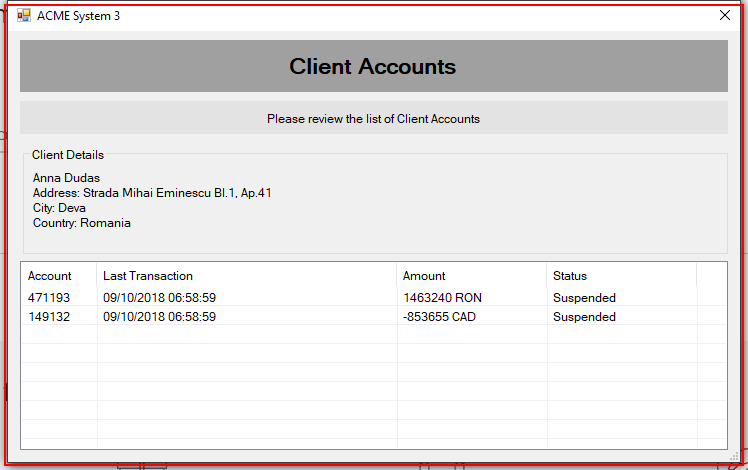 ACME System 3
Client Accounts
Please review the list of Client Accounts
Client Details
Anna Dudas
Address: Strada Mihai Eminescu Bl.1, Ap.41
City: Deva
Country: Romania
Account Last Transaction Amount Status
471193 09/10/2018 06:58:59 1463240 RON Suspended
149132 09/10/2018 06:58:59 -853655 CAD Suspended